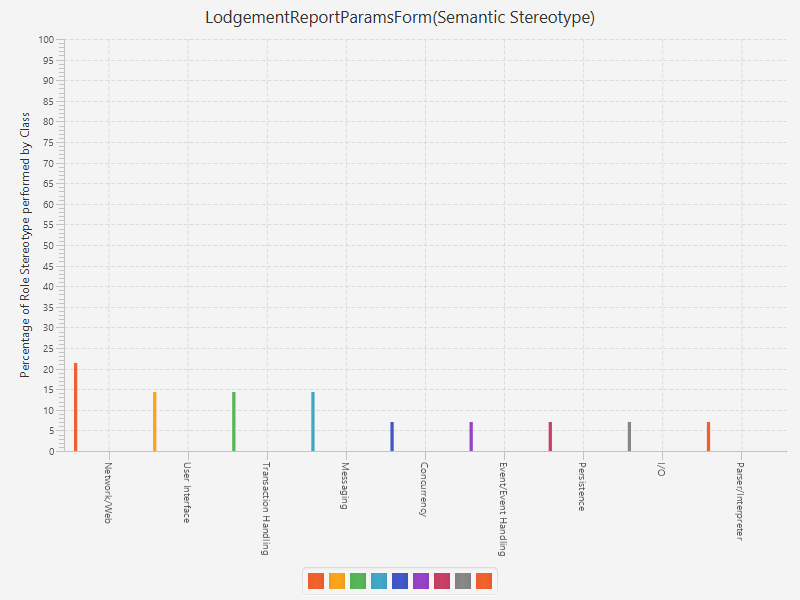 LodgementReportParamsForm(Semantic Stereotype)
Percentage of Role Stereotype performed by Class
100
95
90
85
80
75
70
65
60
55
50
45
40
35
30
25
20
15
10
5
0
Network/Web
User Interface
Transaction Handling
Messaging
Concurrency
Event/Event Handling
Persistence
I/O
Parser/Interpreter